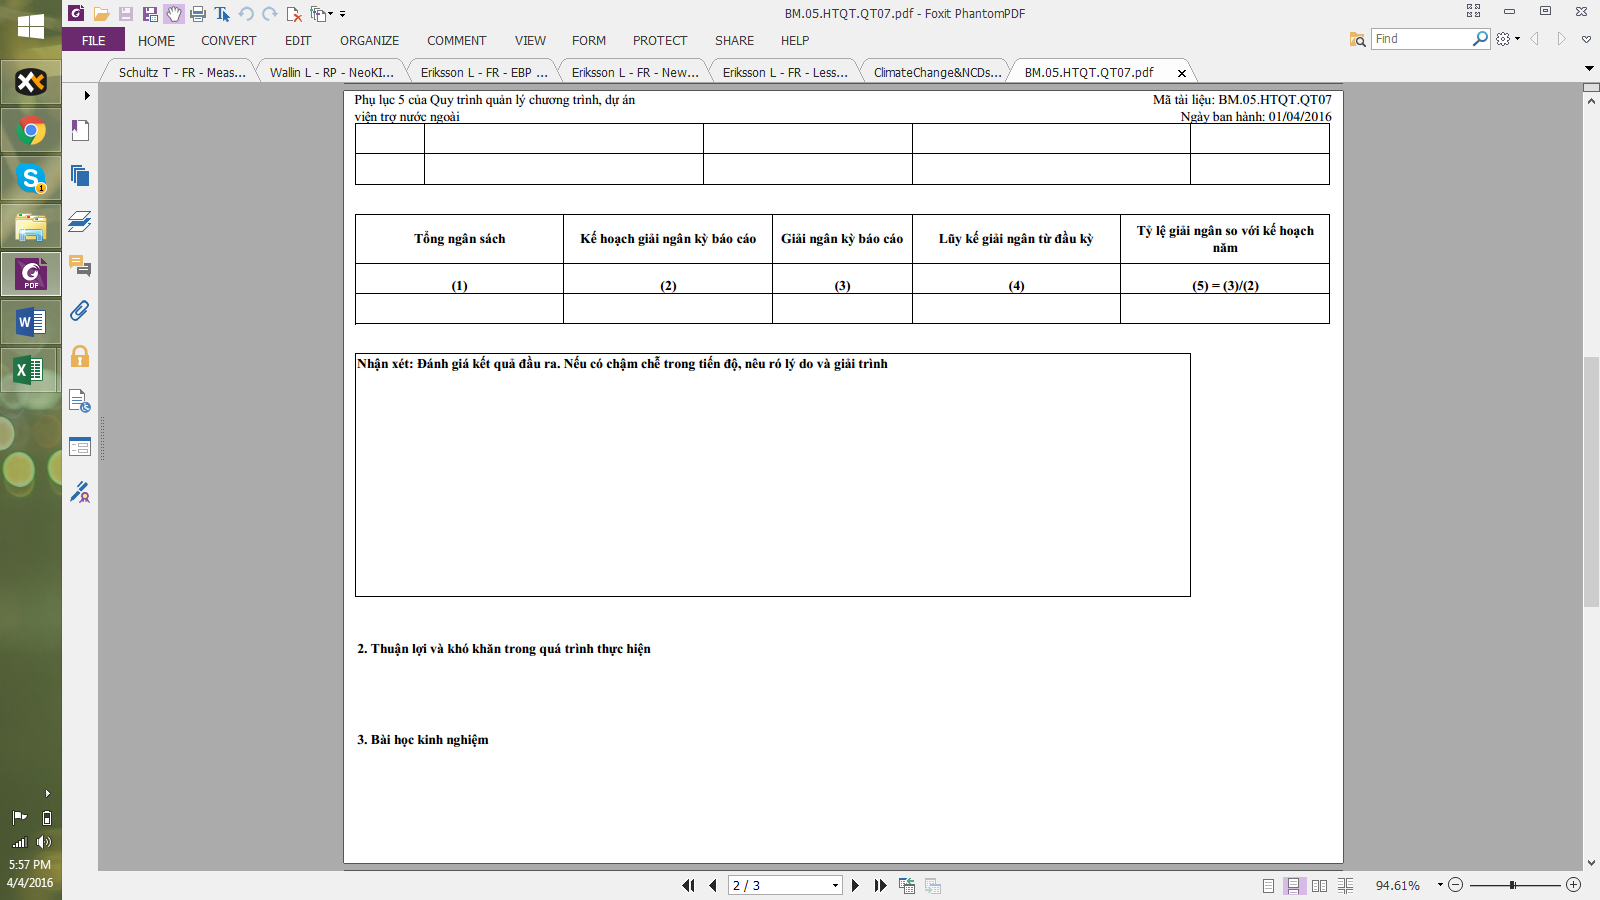 BM.05.HTQT.QT07.pdf - Foxit PhantomPDF
FILE HOME CONVERT EDIT ORGANIZE COMMENT VIEW FORM PROTECT SHARE HELP
Find
Schultz T - FR - Meas... Wallin L - RP - NeoKI... Eriksson L - FR - EBP ... Eriksson L - FR - New... Eriksson L - FR - Less... ClimateChange&NCDs... BM.05.HTQT.QT07.pdf
Phụ lục 5 của Quy trình quản lý chương trình, dự án
viện trợ nước ngoài
Mã tài liệu: BM.05.HTQT.QT07
Ngày ban hành: 01/04/2016
Tổng ngân sách
Kế hoạch giải ngân kỳ báo cáo
Giải ngân kỳ báo cáo
Lũy kế giải ngân từ đầu kỳ
Tỷ lệ giải ngân so với kế hoạch
năm
(1) (2) (3) (4) (5) = (3)/(2)
Nhận xét: Đánh giá kết quả đầu ra. Nếu có chậm chễ trong tiến độ, nêu ró lý do và giải trình
2. Thuận lợi và khó khăn trong quá trình thực hiện
3. Bài học kinh nghiệm
2 / 3
94.61%
PDF
1
5:57 PM
4/4/2016